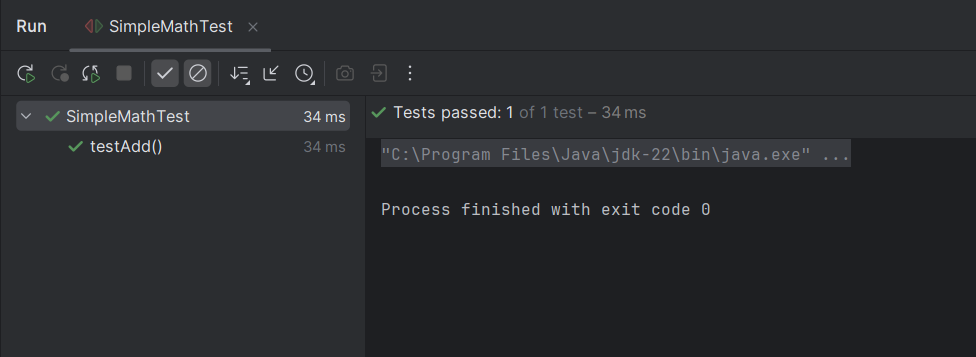 Run SimpleMathTest
SimpleMathTest 34 ms
testAdd() 34 ms
Tests passed: 1 of 1 test – 34 ms
"C:\Program Files\Java\jdk-22\bin\java.exe" ...
Process finished with exit code 0